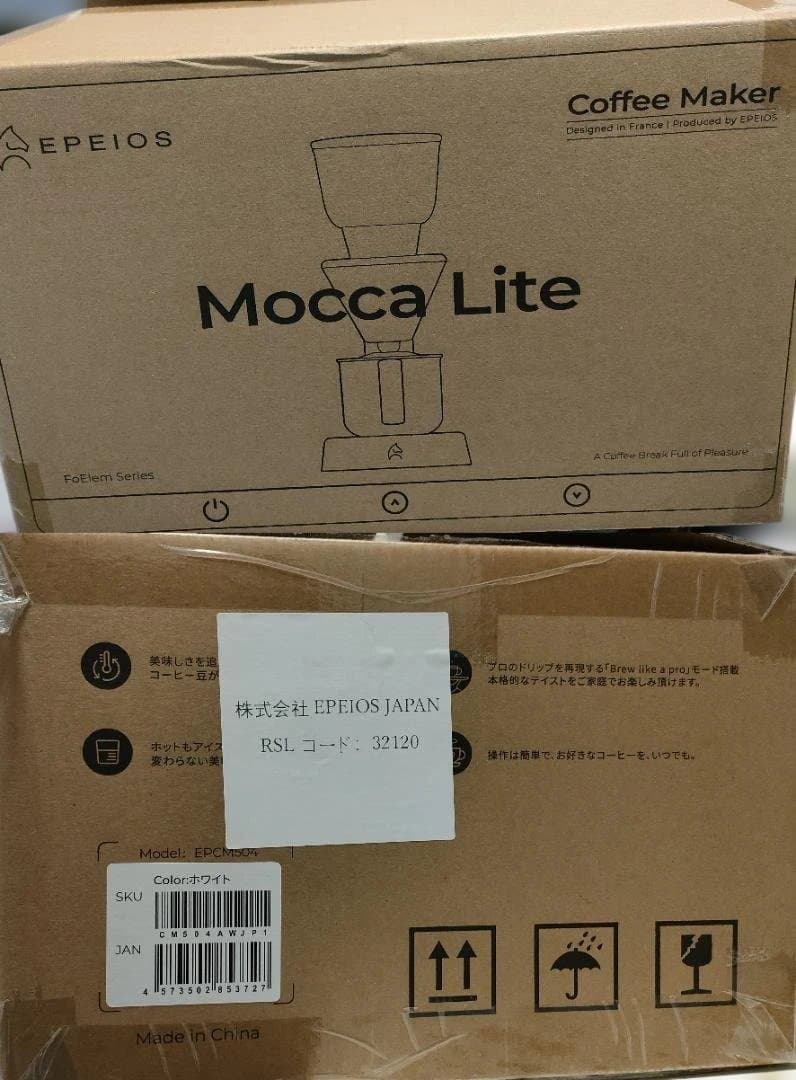 EPEIOS
Coffee Maker
Designed in France | Produced by EPEIOS
Mocca Lite
FoElem Series
A Coffee Break Full of Pleasure
美味しさを追
コーヒー豆が
プロのドリップを再現する「Brew like a pro」モード搭載
本格的なテイストをご家庭でお楽しみ頂けます。
株式会社 EPEIOS JAPAN
RSL コード: 32120
ホットもアイス
変わらない美
操作は簡単で、お好きなコーヒーを、いつでも。
Model: EPCM504
Color:ホワイト
SKU
CM504AWJP1
JAN
4 573502 853727
Made in China